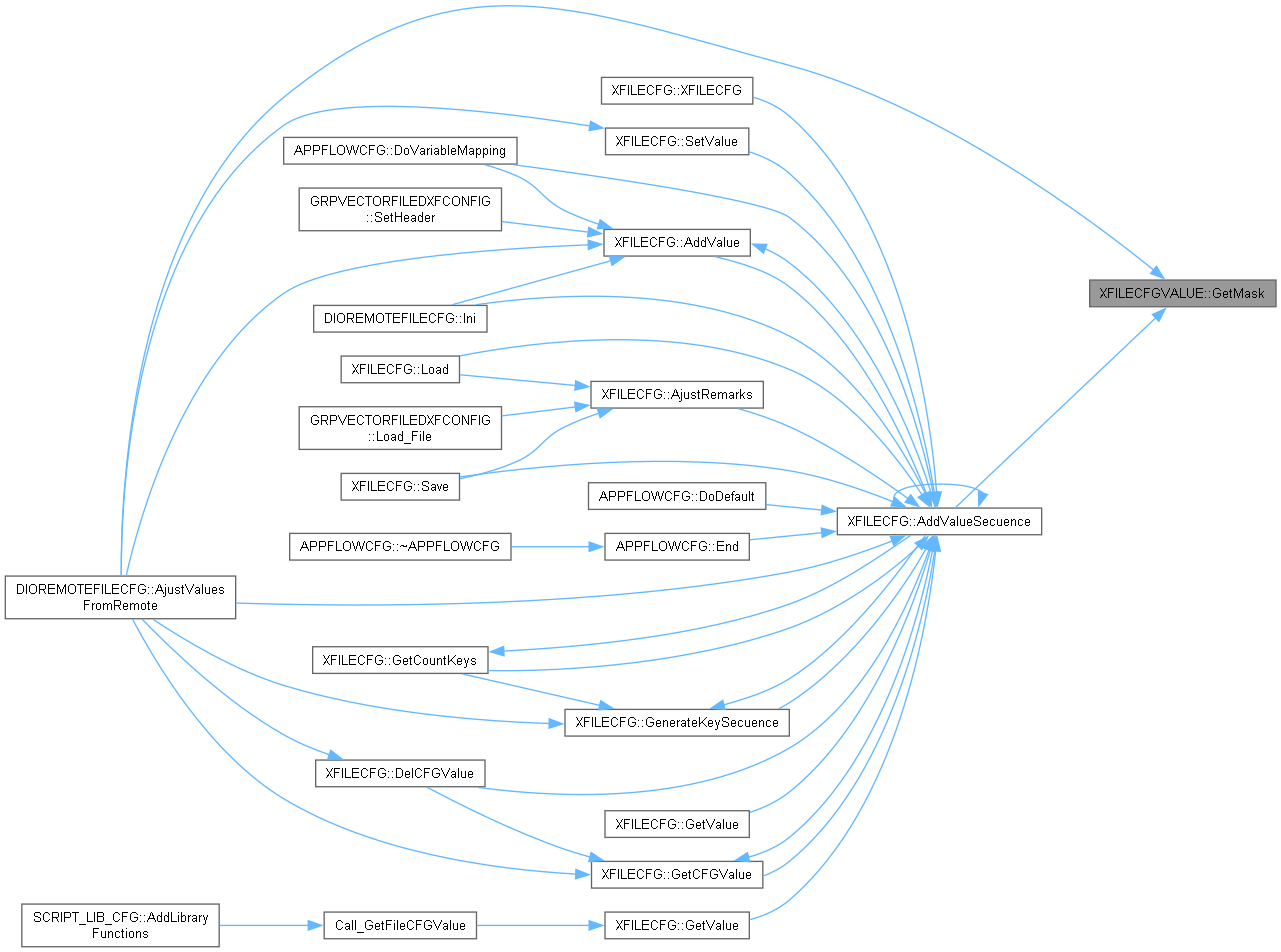 XFILECFG::XFILECFG
XFILECFG::SetValue
APPFLOWCFG::DoVariableMapping
GRPVECTORFILEDXFCONFIG
::SetHeader
XFILECFG::AddValue
XFILECFGVALUE::GetMask
DIOREMOTEFILECFG::Ini
XFILECFG::Load
XFILECFG::AjustRemarks
GRPVECTORFILEDXFCONFIG
::Load_File
XFILECFG::Save
APPFLOWCFG::DoDefault
XFILECFG::AddValueSecuence
APPFLOWCFG::~APPFLOWCFG
APPFLOWCFG::End
DIOREMOTEFILECFG::AjustValues
FromRemote
XFILECFG::GetCountKeys
XFILECFG::GenerateKeySecuence
XFILECFG::DelCFGValue
XFILECFG::GetValue
XFILECFG::GetCFGValue
SCRIPT_LIB_CFG::AddLibrary
Functions
Call_GetFileCFGValue
XFILECFG::GetValue